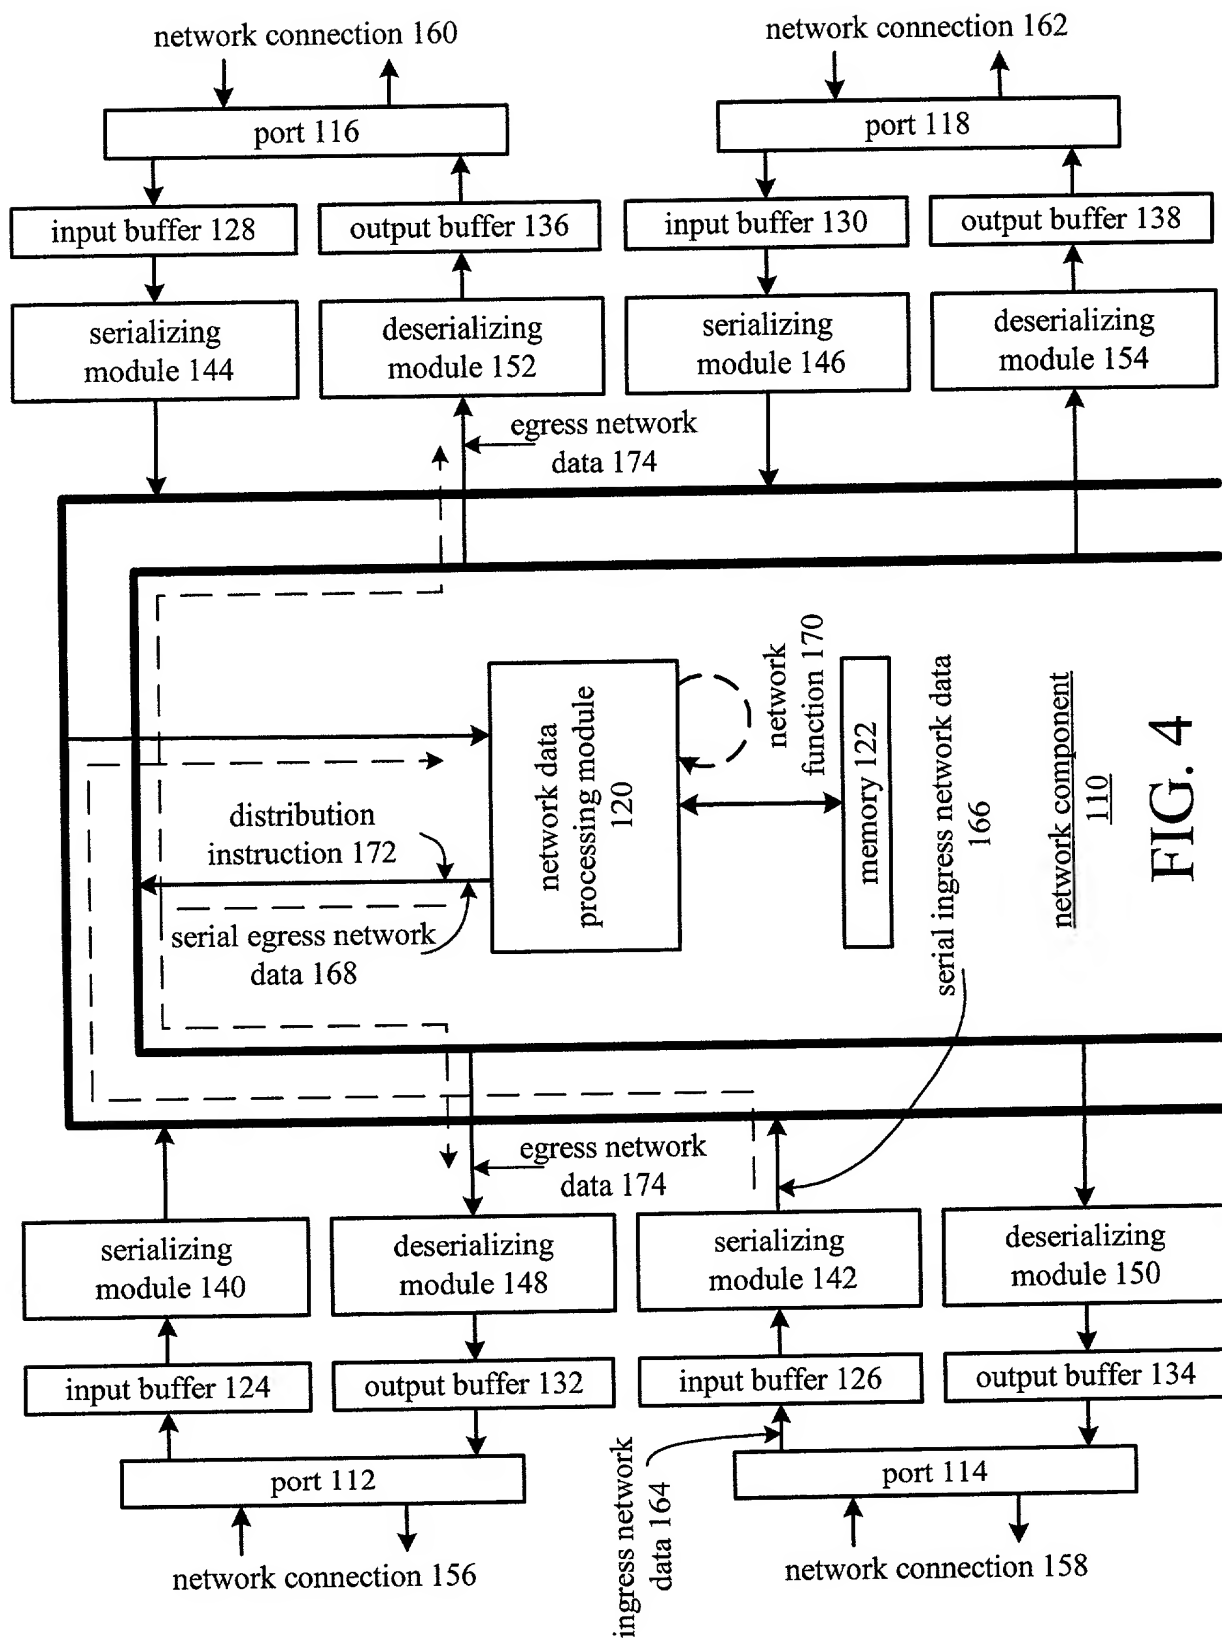 network connection 160
network connection 162
port 116
port 118
input buffer 128
output buffer 136
input buffer 130
output buffer 138
serializing
module 144
deserializing
module 152
serializing
module 146
deserializing
module 154
egress network
data 174
distribution
instruction 172
serial egress network
data 168
network data
processing module
120
network
function 170
memory 122
serial ingress network data
166
network component
110
FIG. 4
egress network
data 174
serializing
module 140
deserializing
module 148
serializing
module 142
deserializing
module 150
input buffer 124
output buffer 132
input buffer 126
output buffer 134
ingress network
data 164
port 112
port 114
network connection 156
network connection 158